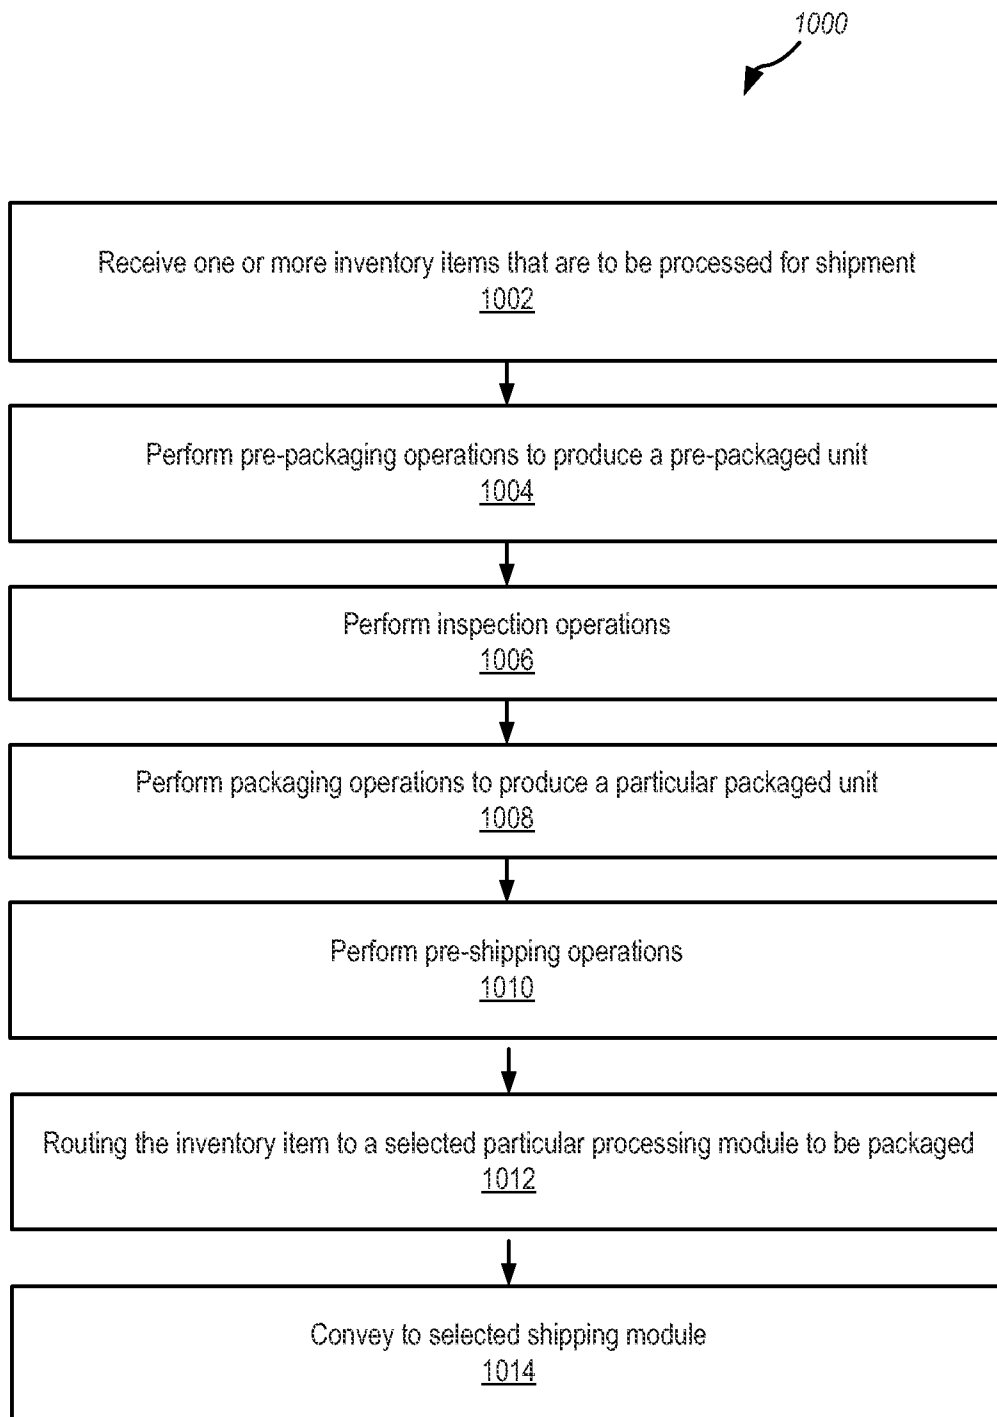 1000
Receive one or more inventory items that are to be processed for shipment
1002
Perform pre-packaging operations to produce a pre-packaged unit
1004
Perform inspection operations
1006
Perform packaging operations to produce a particular packaged unit
1008
Perform pre-shipping operations
1010
Routing the inventory item to a selected particular processing module to be packaged
1012
Convey to selected shipping module
1014